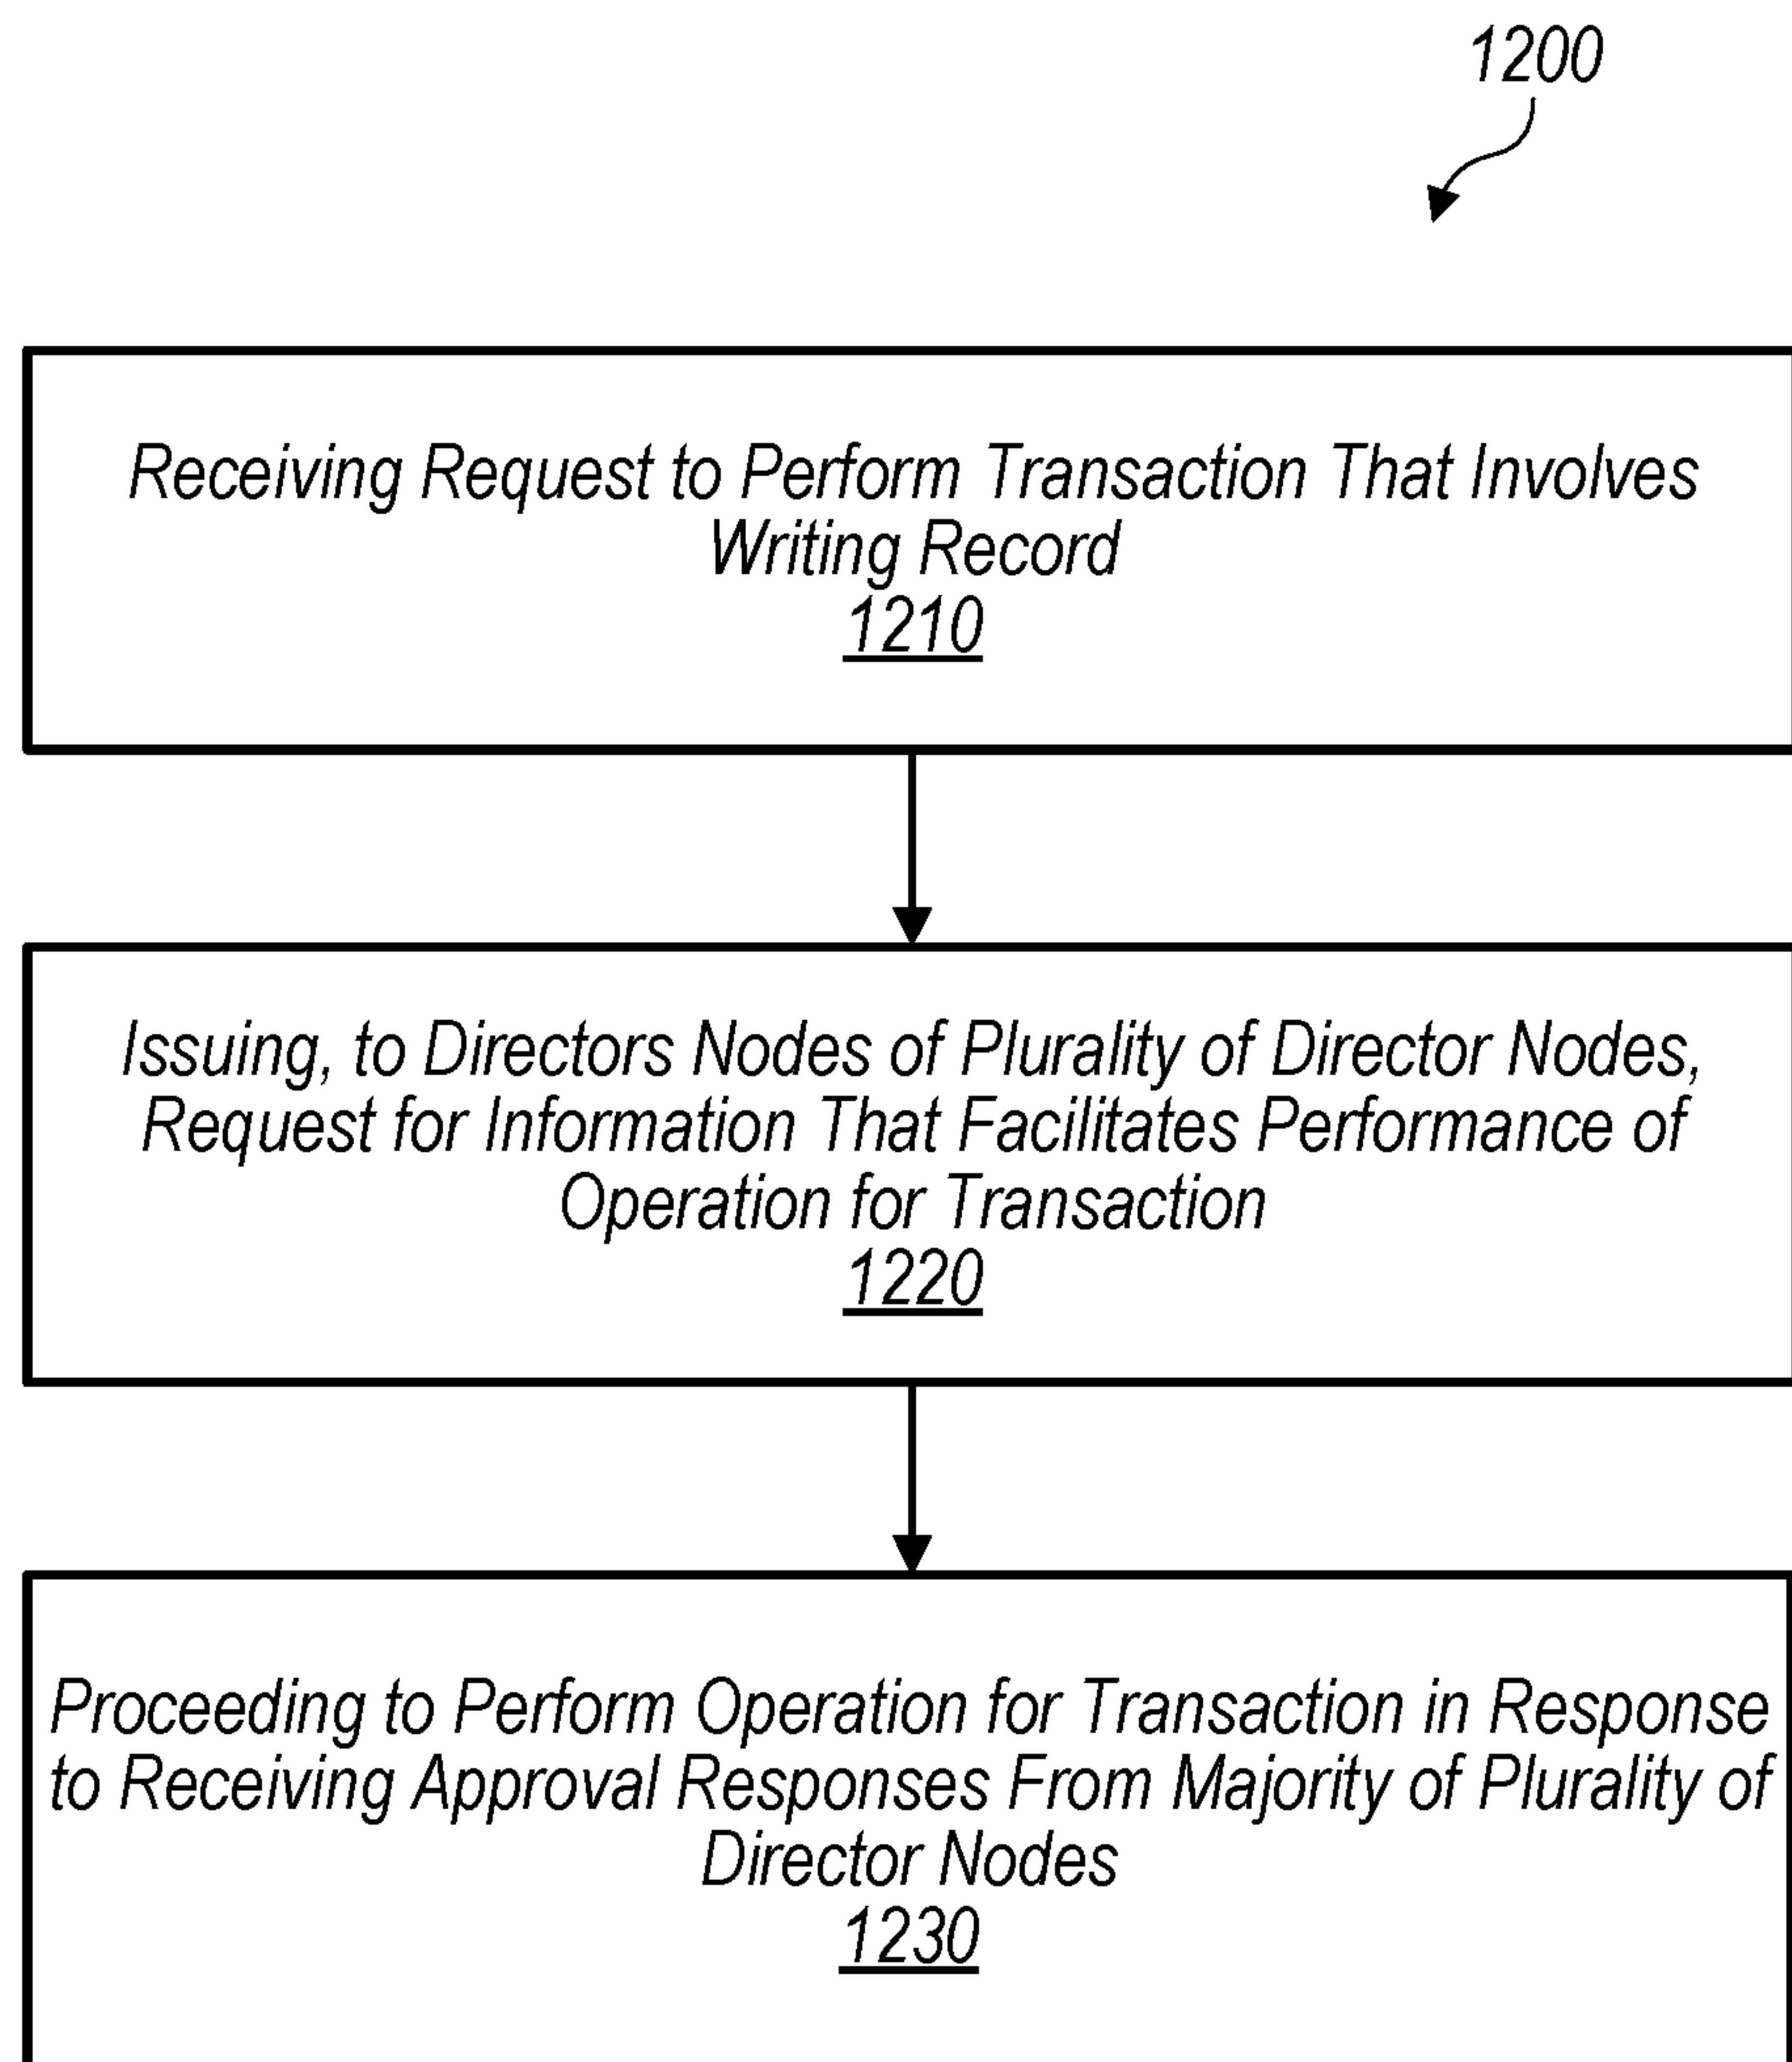 1200
Receiving Request to Perform Transaction That Involves
Writing Record
1210
Issuing, to Directors Nodes of Plurality of Director Nodes,
Request for Information That Facilitates Performance of
Operation for Transaction
1220
Proceeding to Perform Operation for Transaction in Response
to Receiving Approval Responses From Majority of Plurality of
Director Nodes
1230